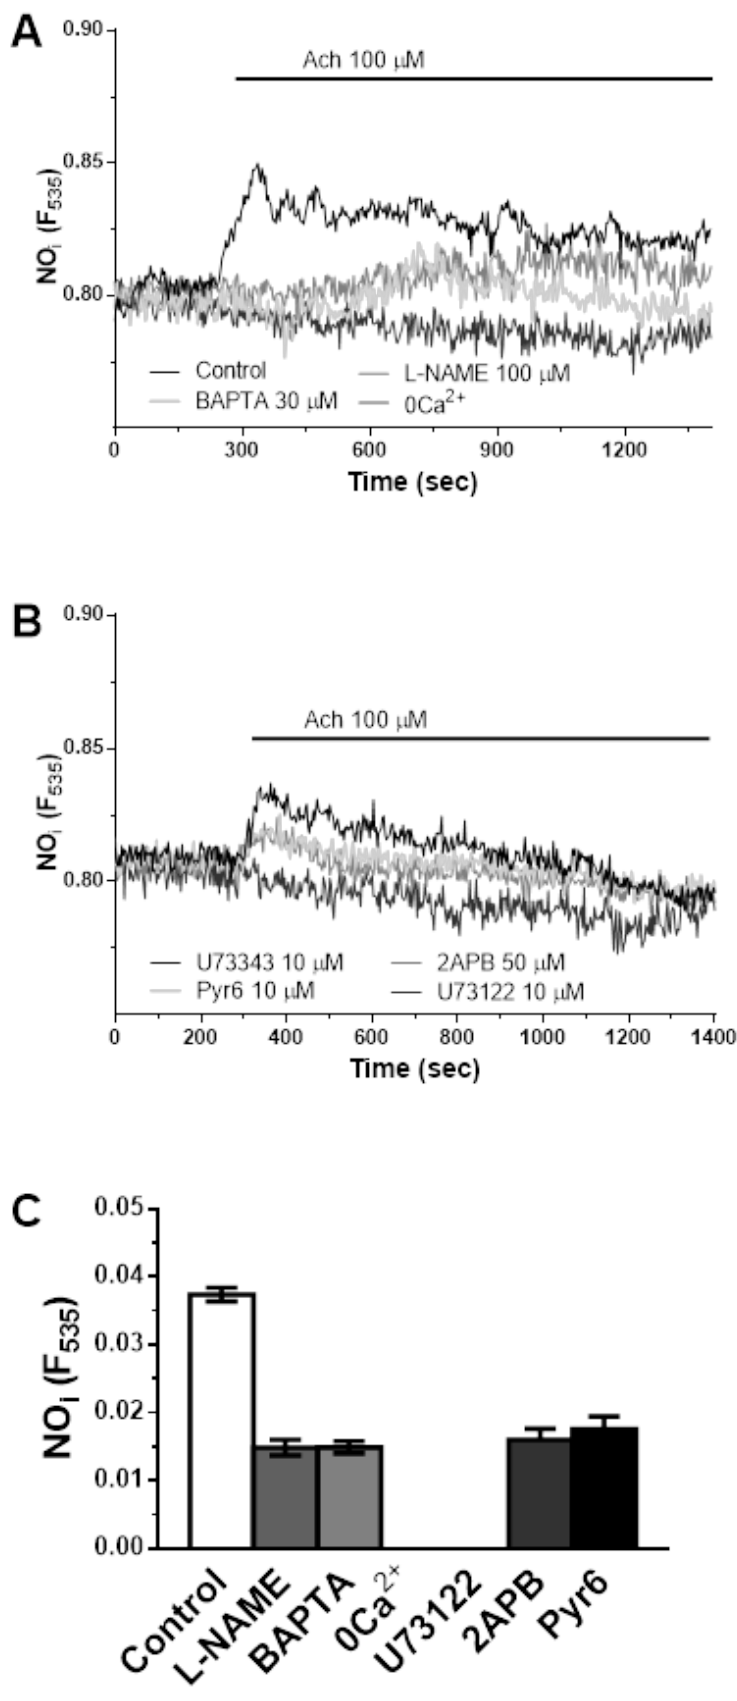 A
0.90
Ach 100 μM
0.85
NOi (F535)
0.80
Control
L-NAME 100 μM
BAPTA 30 μM
0Ca2+
0
300
600
900
1200
Time (sec)
B
0.90
Ach 100 μM
0.85
NOi (F535)
0.80
U73343 10 μM
2APB 50 μM
Pyr6 10 μM
U73122 10 μM
0
200
400
600
800
1000
1200
1400
Time (sec)
C
0.05
0.04
0.03
NOi (F535)
0.02
0.01
0.00
Control
L-NAME
BAPTA
0Ca2+
U73122
2APB
Pyr6